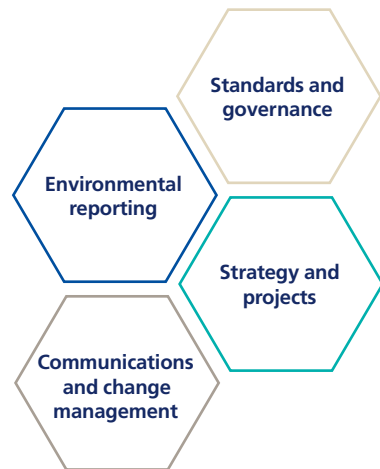 Standards and
governance
Environmental
reporting
Strategy and
projects
Communications
and change
management